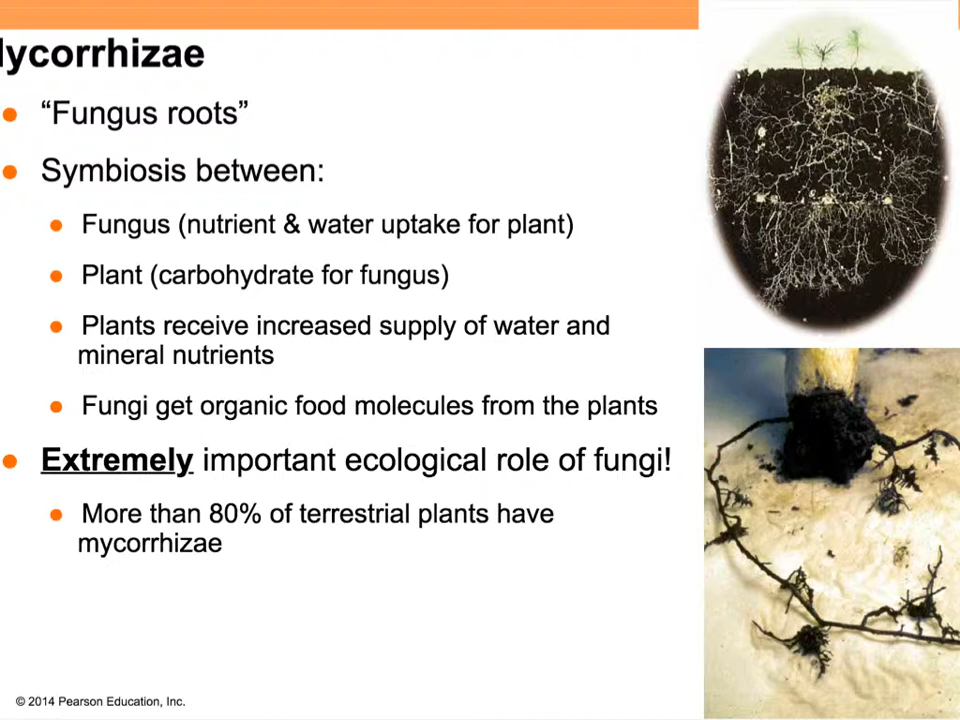 lycorrhizae
“Fungus roots”
Symbiosis between:
Fungus (nutrient & water uptake for plant)
Plant (carbohydrate for fungus)
Plants receive increased supply of water and
mineral nutrients
Fungi get organic food molecules from the plants
Extremely important ecological role of fungi!
More than 80% of terrestrial plants have
mycorrhizae
© 2014 Pearson Education, Inc.